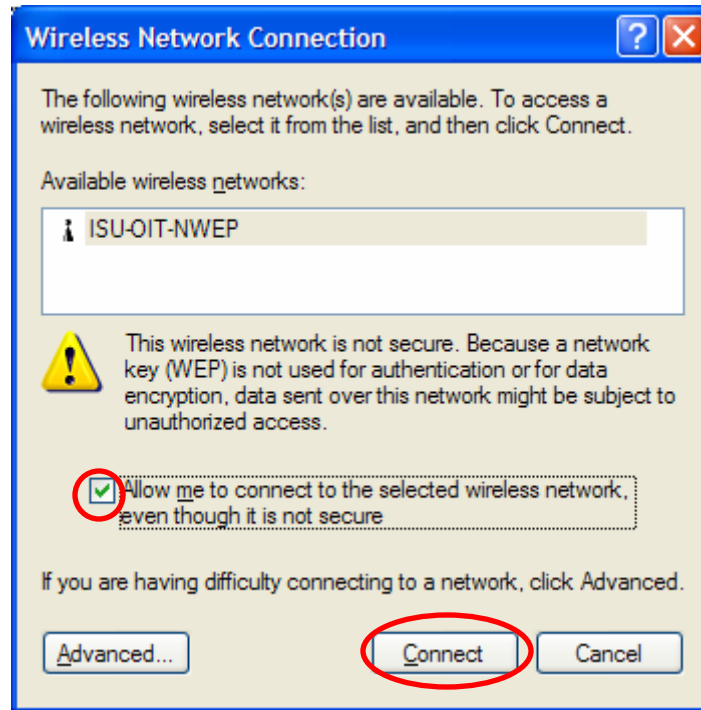 Wireless Network Connection
The following wireless network(s) are available. To access a
wireless network, select it from the list, and then click Connect.
Available wireless networks:
ISU-OIT-NWEP
This wireless network is not secure. Because a network
key (WEP) is not used for authentication or for data
encryption, data sent over this network might be subject to
unauthorized access.
Allow me to connect to the selected wireless network,
even though it is not secure
If you are having difficulty connecting to a network, click Advanced.
Advanced... Connect Cancel